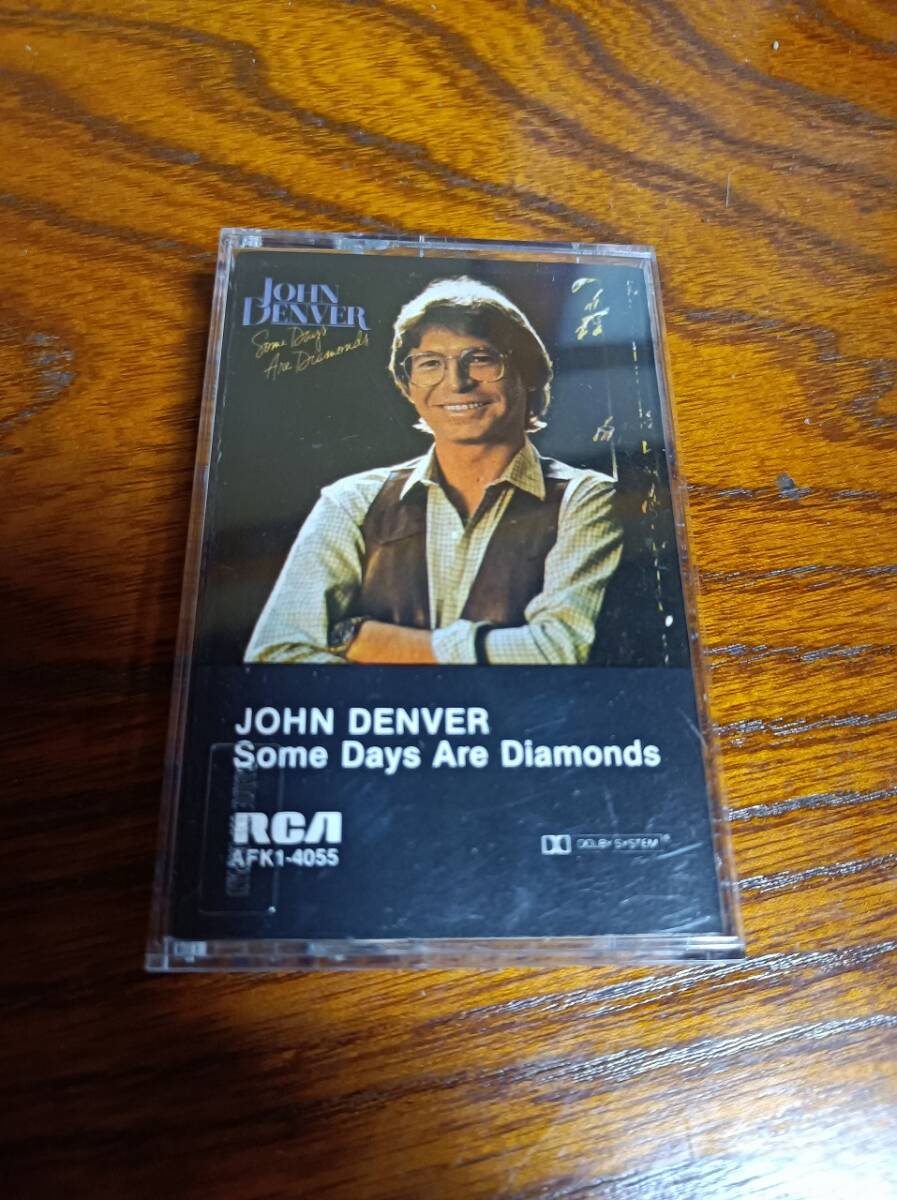 JOHN
DENVER
Some Days
Are Diamonds
JOHN DENVER
Some Days Are Diamonds
RCA
AFK1-4055
DOLBY SYSTEM